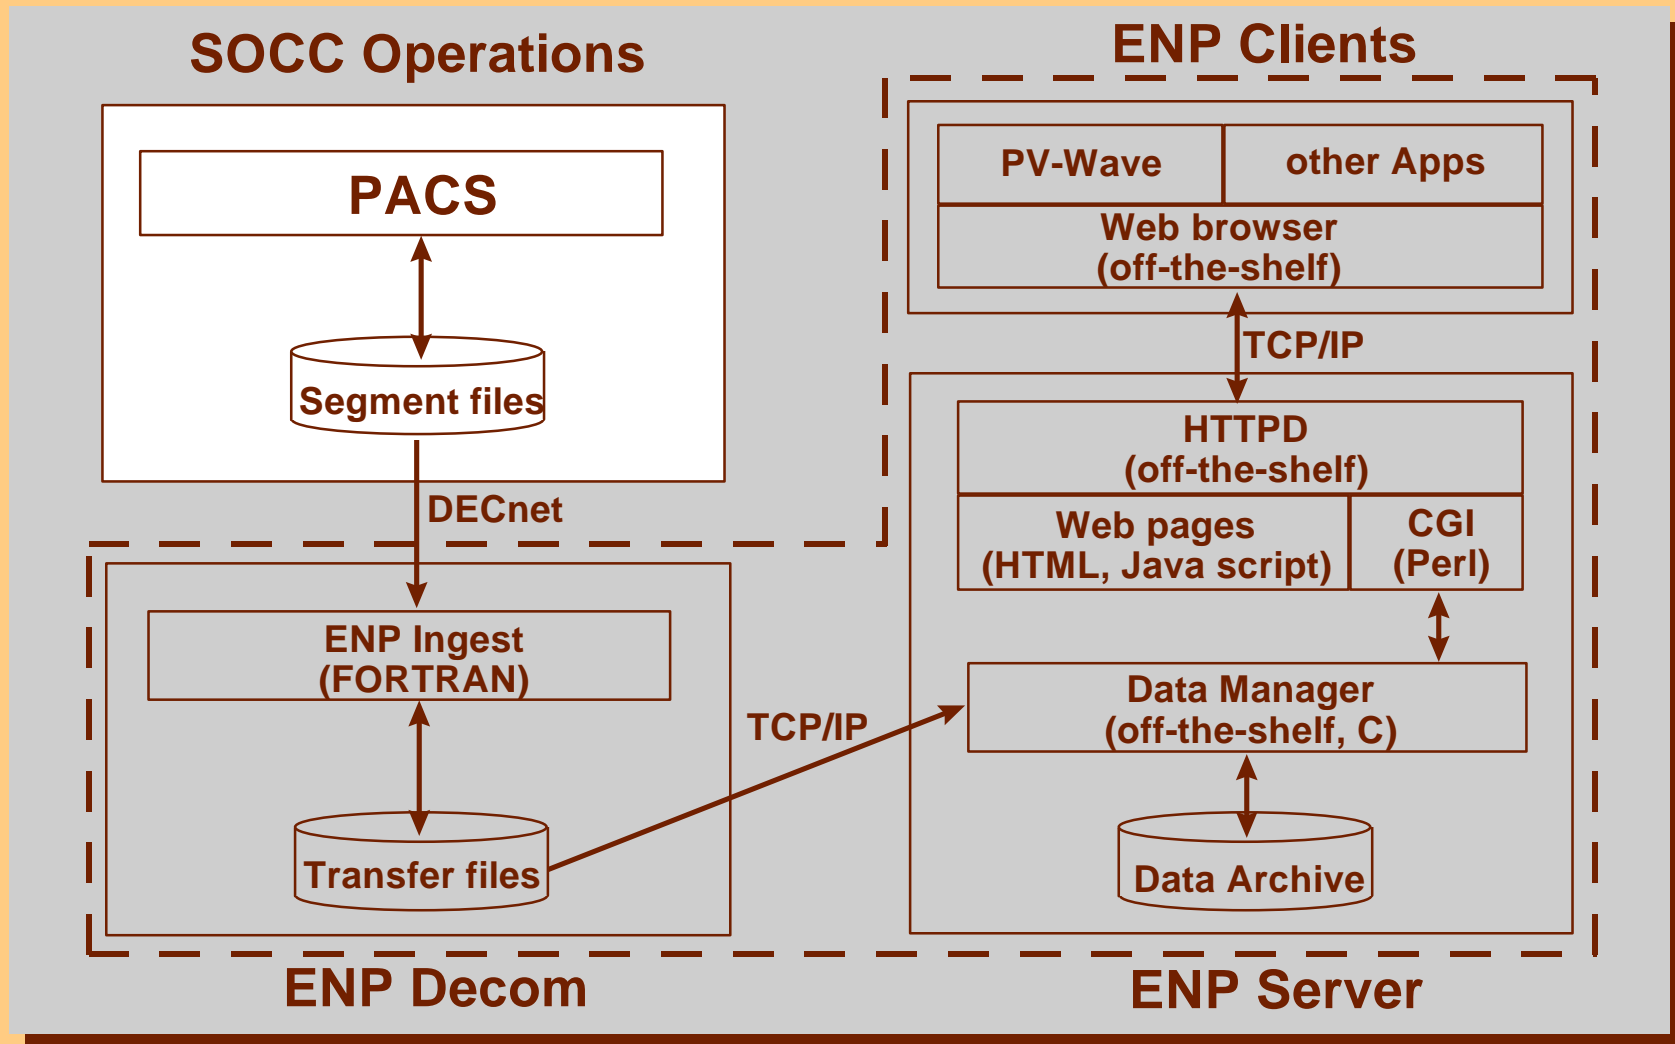 SOCC Operations
PACS
Segment files
DECnet
ENP Ingest
(FORTRAN)
Transfer files
ENP Decom
TCP/IP
ENP Clients
PV-Wave
other Apps
Web browser
(off-the-shelf)
TCP/IP
HTTPD
(off-the-shelf)
Web pages
(HTML, Java script)
CGI
(Perl)
Data Manager
(off-the-shelf, C)
Data Archive
ENP Server